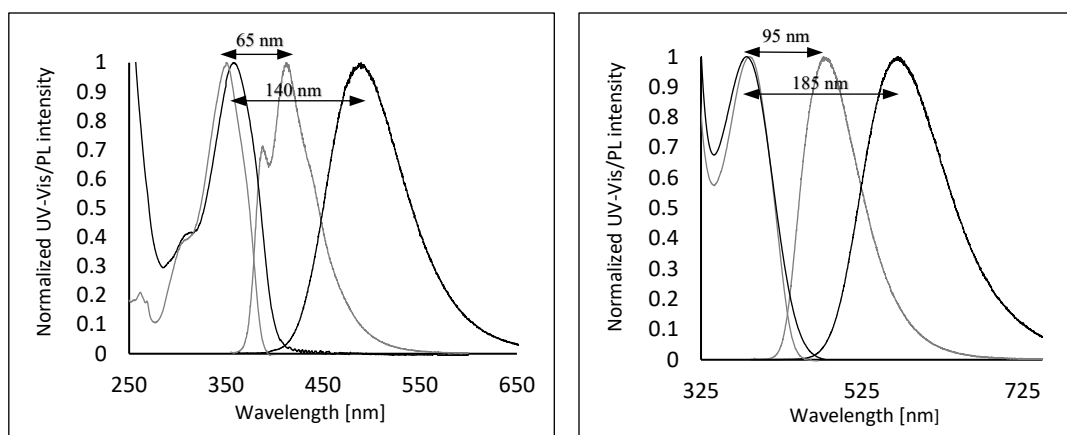 65 nm
140 nm
1
0.9
0.8
0.7
0.6
0.5
0.4
0.3
0.2
0.1
0
Normalized UV-Vis/PL intensity
250 350 450 550 650
Wavelength [nm]
95 nm
185 nm
1
0.9
0.8
0.7
0.6
0.5
0.4
0.3
0.2
0.1
0
Normalized UV-Vis/PL intensity
325 525 725
Wavelength [nm]